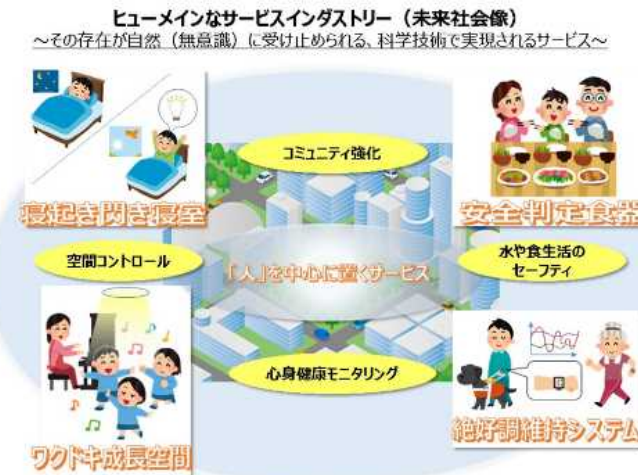 ヒューメインなサービスインダストリー（未来社会像）
～その存在が自然（無意識）に受け止められる、科学技術で実現されるサービス～
コミュニティ強化
寝起き閃き寝室
安全判定食器
空間コントロール
「人」を中心に置くサービス
水や食生活の
セーフティ
心身健康モニタリング
ワクドキ成長空間
絶好調維持システム